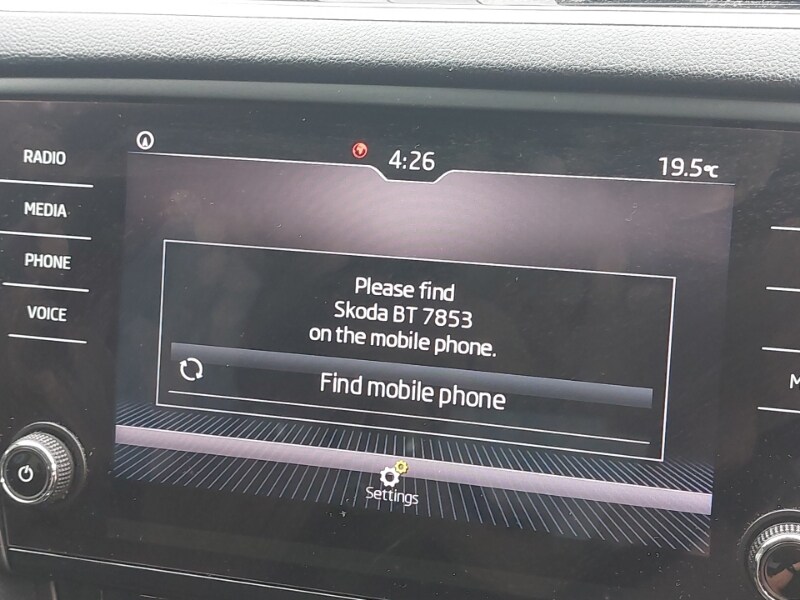 4:26
19.5°C
RADIO
MEDIA
PHONE
VOICE
Please find
Skoda BT 7853
on the mobile phone.
Find mobile phone
Settings
M